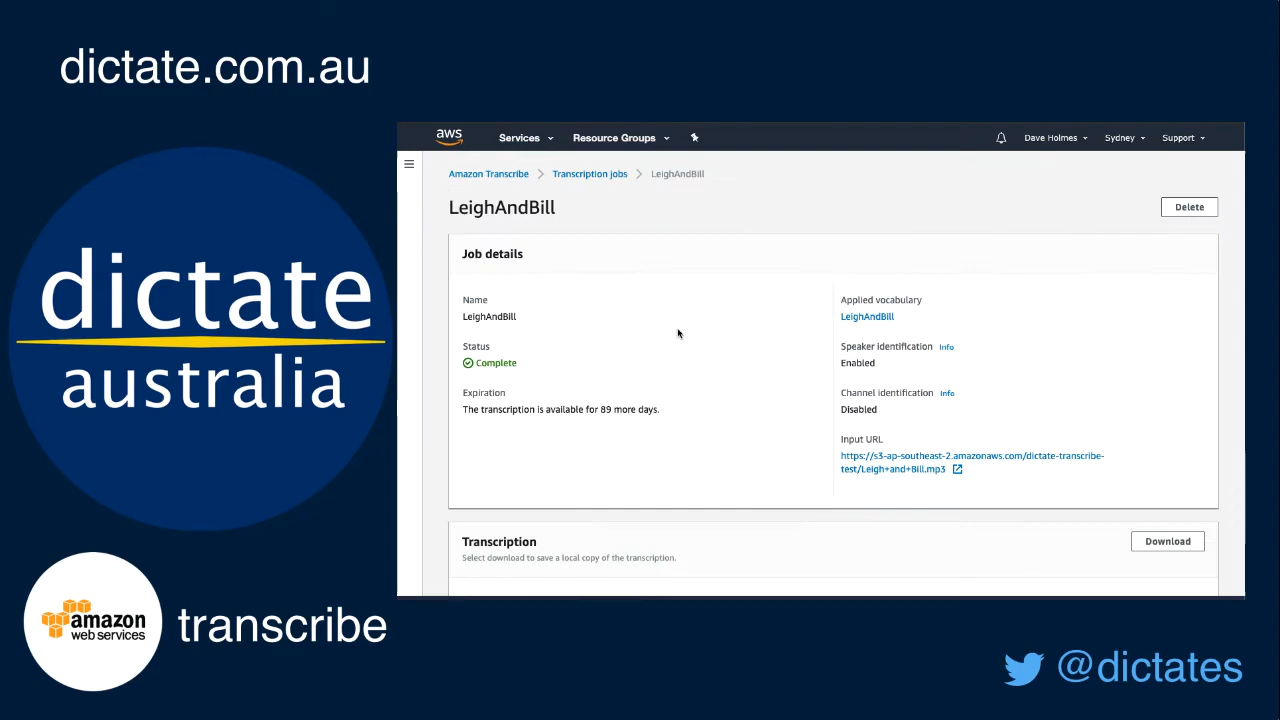 dictate.com.au
dictate
australia
amazon
web services
transcribe
aws
Services
Resource Groups
Dave Holmes
Sydney
Support
Amazon Transcribe
Transcription jobs
LeighAndBill
LeighAndBill
Delete
Job details
Name
LeighAndBill
Status
Complete
Expiration
The transcription is available for 89 more days.
Applied vocabulary
LeighAndBill
Speaker identification Info
Enabled
Channel identification Info
Disabled
Input URL
https://s3-ap-southeast-2.amazonaws.com/dictate-transcribe-
test/Leigh+and+Bill.mp3
Transcription
Select download to save a local copy of the transcription.
Download
@dictates